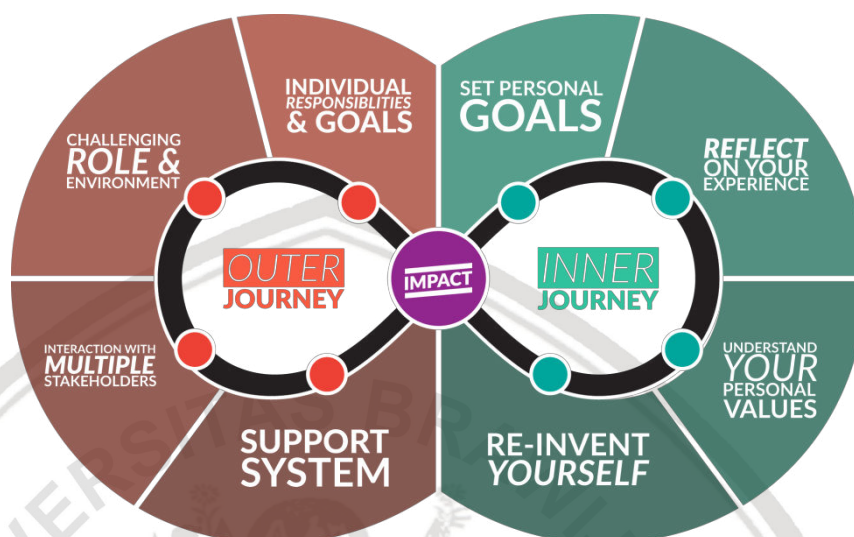 INDIVIDUAL
RESPONSIBLITIES
& GOALS
SET PERSONAL
GOALS
CHALLENGING
ROLE &
ENVIRONMENT
REFLECT
ON YOUR
EXPERIENCE
OUTER
JOURNEY
IMPACT
INNER
JOURNEY
INTERACTION WITH
MULTIPLE
STAKEHOLDERS
UNDERSTAND
YOUR
PERSONAL
VALUES
SUPPORT
SYSTEM
RE-INVENT
YOURSELF